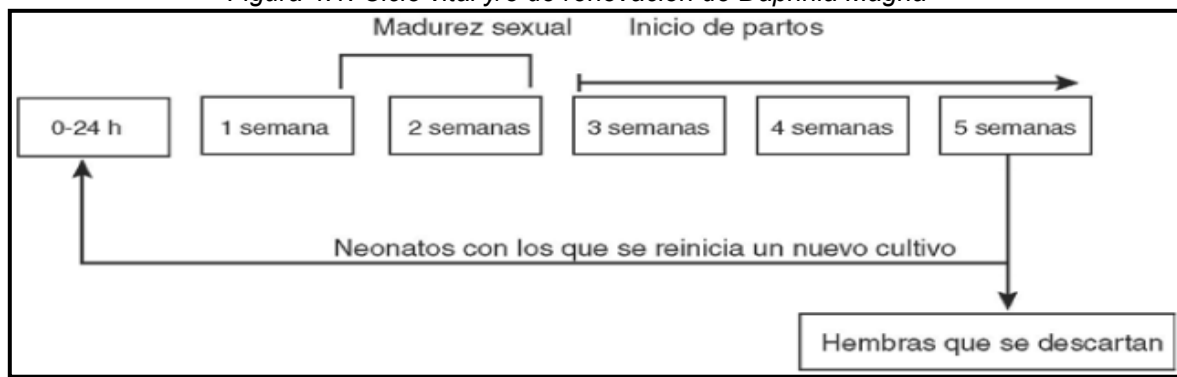 Madurez sexual Inicio de partos
0-24 h
1 semana
2 semanas
3 semanas
4 semanas
5 semanas
Neonatos con los que se reinicia un nuevo cultivo
Hembras que se descartan